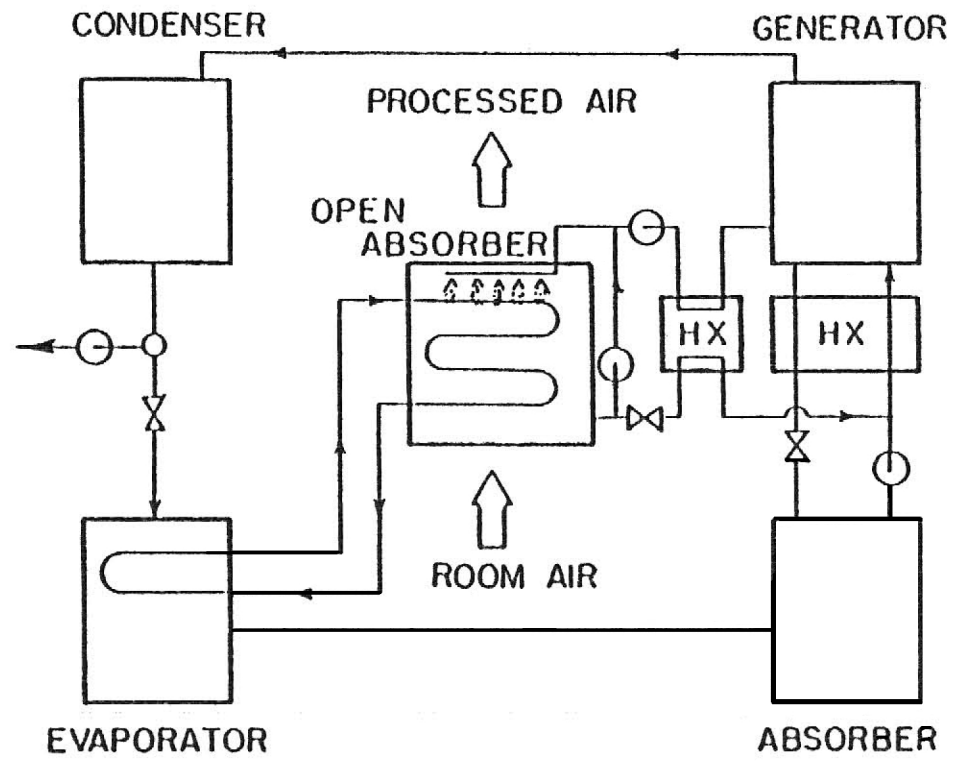 CONDENSER
GENERATOR
PROCESSED AIR
OPEN
ABSORBER
HX
HX
ROOM AIR
EVAPORATOR
ABSORBER